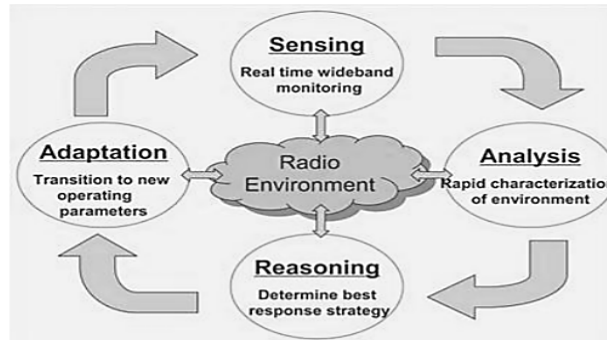 Sensing
Real time wideband
monitoring
Adaptation
Transition to new
operating
parameters
Radio
Environment
Analysis
Rapid characterization
of environment
Reasoning
Determine best
response strategy